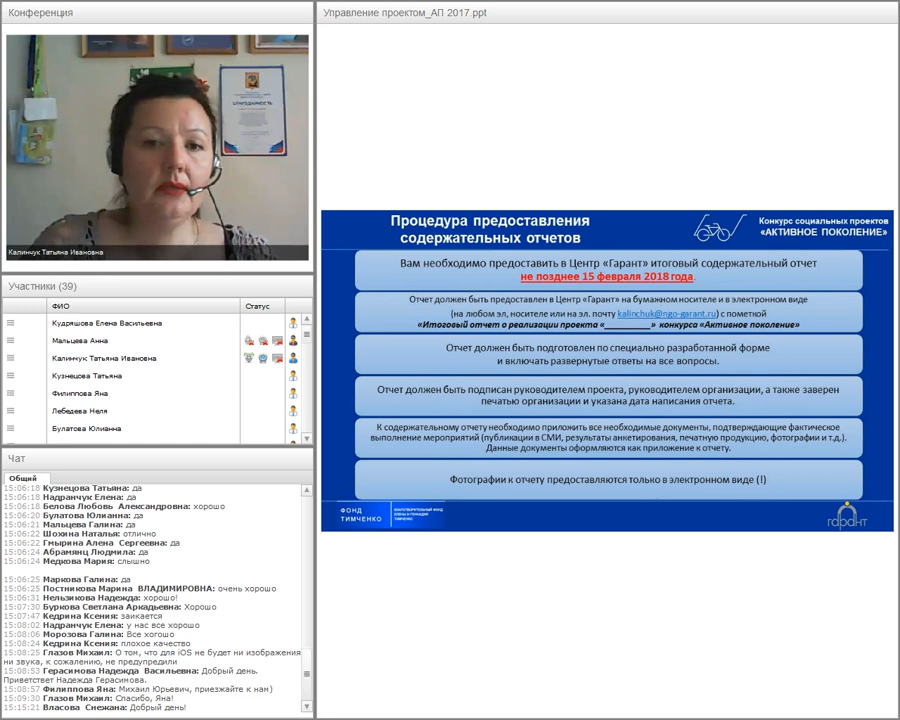 Конференция
БЛАГОДАРНОСТЬ
Калинчук Татьяна Ивановна
Участники (39)
ФИО
Статус
Кудряшова Елена Васильевна
Мальцева Анна
Калинчук Татьяна Ивановна
Кузнецова Татьяна
Филиппова Яна
Лебедева Неля
Булатова Юлианна
Чат
Общий
15:06:18 Кузнецова Татьяна: да
15:06:18 Надранчук Елена: да
15:06:18 Белова Любовь Александровна: хорошо
15:06:20 Булатова Юлианна: да
15:06:21 Мальцева Галина: да
15:06:22 Шохина Наталья: отлично
15:06:22 Гмырина Алена Сергеевна: да
15:06:24 Абрамянц Людмила: да
15:06:24 Медкова Мария: слышно
15:06:25 Маркова Галина: да
15:06:25 Постникова Марина ВЛАДИМИРОВНА: очень хорошо
15:06:31 Нельзикова Надежда: хорошо!
15:07:30 Буркова Светлана Аркадьевна: Хорошо
15:07:47 Кедрина Ксения: заикается
15:08:02 Надранчук Елена: у нас все хорошо
15:08:06 Морозова Галина: Все хогошо
15:08:24 Кедрина Ксения: плохое качество
15:08:25 Глазов Михаил: О том, что для iOS не будет ни изображения
ни звука, к сожалению, не предупредили
15:08:53 Герасимова Надежда Васильевна: Добрый день.
Приветствет Надежда Герасимова.
15:08:57 Филиппова Яна: Михаил Юрьевич, приезжайте к нам)
15:09:30 Глазов Михаил: Спасибо, Яна!
15:15:21 Власова Снежана: Добрый день!
Управление проектом_АП 2017.ppt
Процедура предоставления
содержательных отчетов
Конкурс социальных проектов
«АКТИВНОЕ ПОКОЛЕНИЕ»
Вам необходимо предоставить в Центр «Гарант» итоговый содержательный отчет
не позднее 15 февраля 2018 года.
Отчет должен быть предоставлен в Центр «Гарант» на бумажном носителе и в электронном виде
(на любом эл, носителе или на эл. почту kalinchuk@ngo-garant.ru) с пометкой
«Итоговый отчет о реализации проекта «__________» конкурса «Активное поколение»
Отчет должен быть подготовлен по специально разработанной форме
и включать развернутые ответы на все вопросы.
Отчет должен быть подписан руководителем проекта, руководителем организации, а также заверен
печатью организации и указана дата написания отчета.
К содержательному отчету необходимо приложить все необходимые документы, подтверждающие фактическое
выполнение мероприятий (публикации в СМИ, результаты анкетирования, печатную продукцию, фотографии и т.д.).
Данные документы оформляются как приложение к отчету.
Фотографии к отчету предоставляются только в электронном виде (!)
ФОНД
ТИМЧЕНКО
БЛАГОТВОРИТЕЛЬНЫЙ ФОНД
ЕЛЕНЫ И ГЕННАДИЯ
ТИМЧЕНКО
гарант